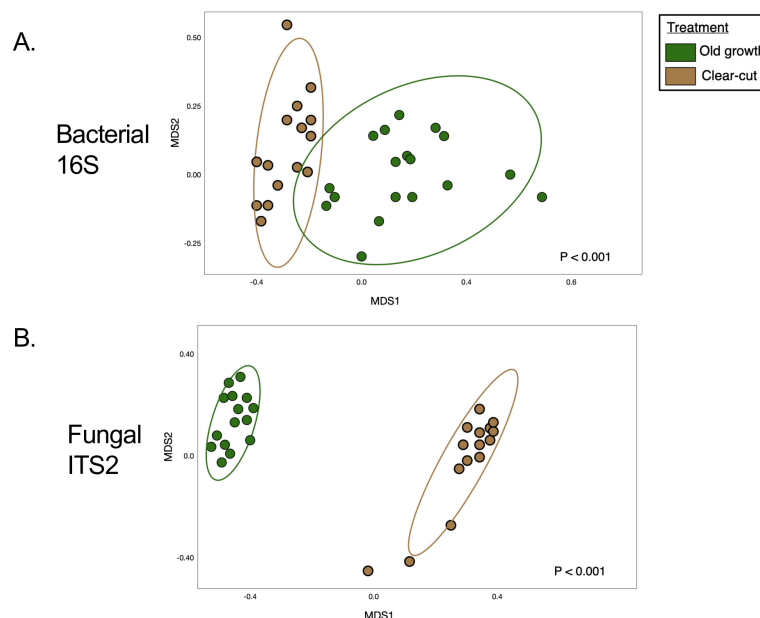 A.
Bacterial
16S
MDS2
0.50
0.25
0.00
-0.25
-0.4
0.0
0.4
0.6
MDS1
P < 0.001
Treatment
Old growth
Clear-cut
B.
Fungal
ITS2
MDS2
0.40
0.0
-0.40
-0.4
0.0
0.4
MDS1
P < 0.001